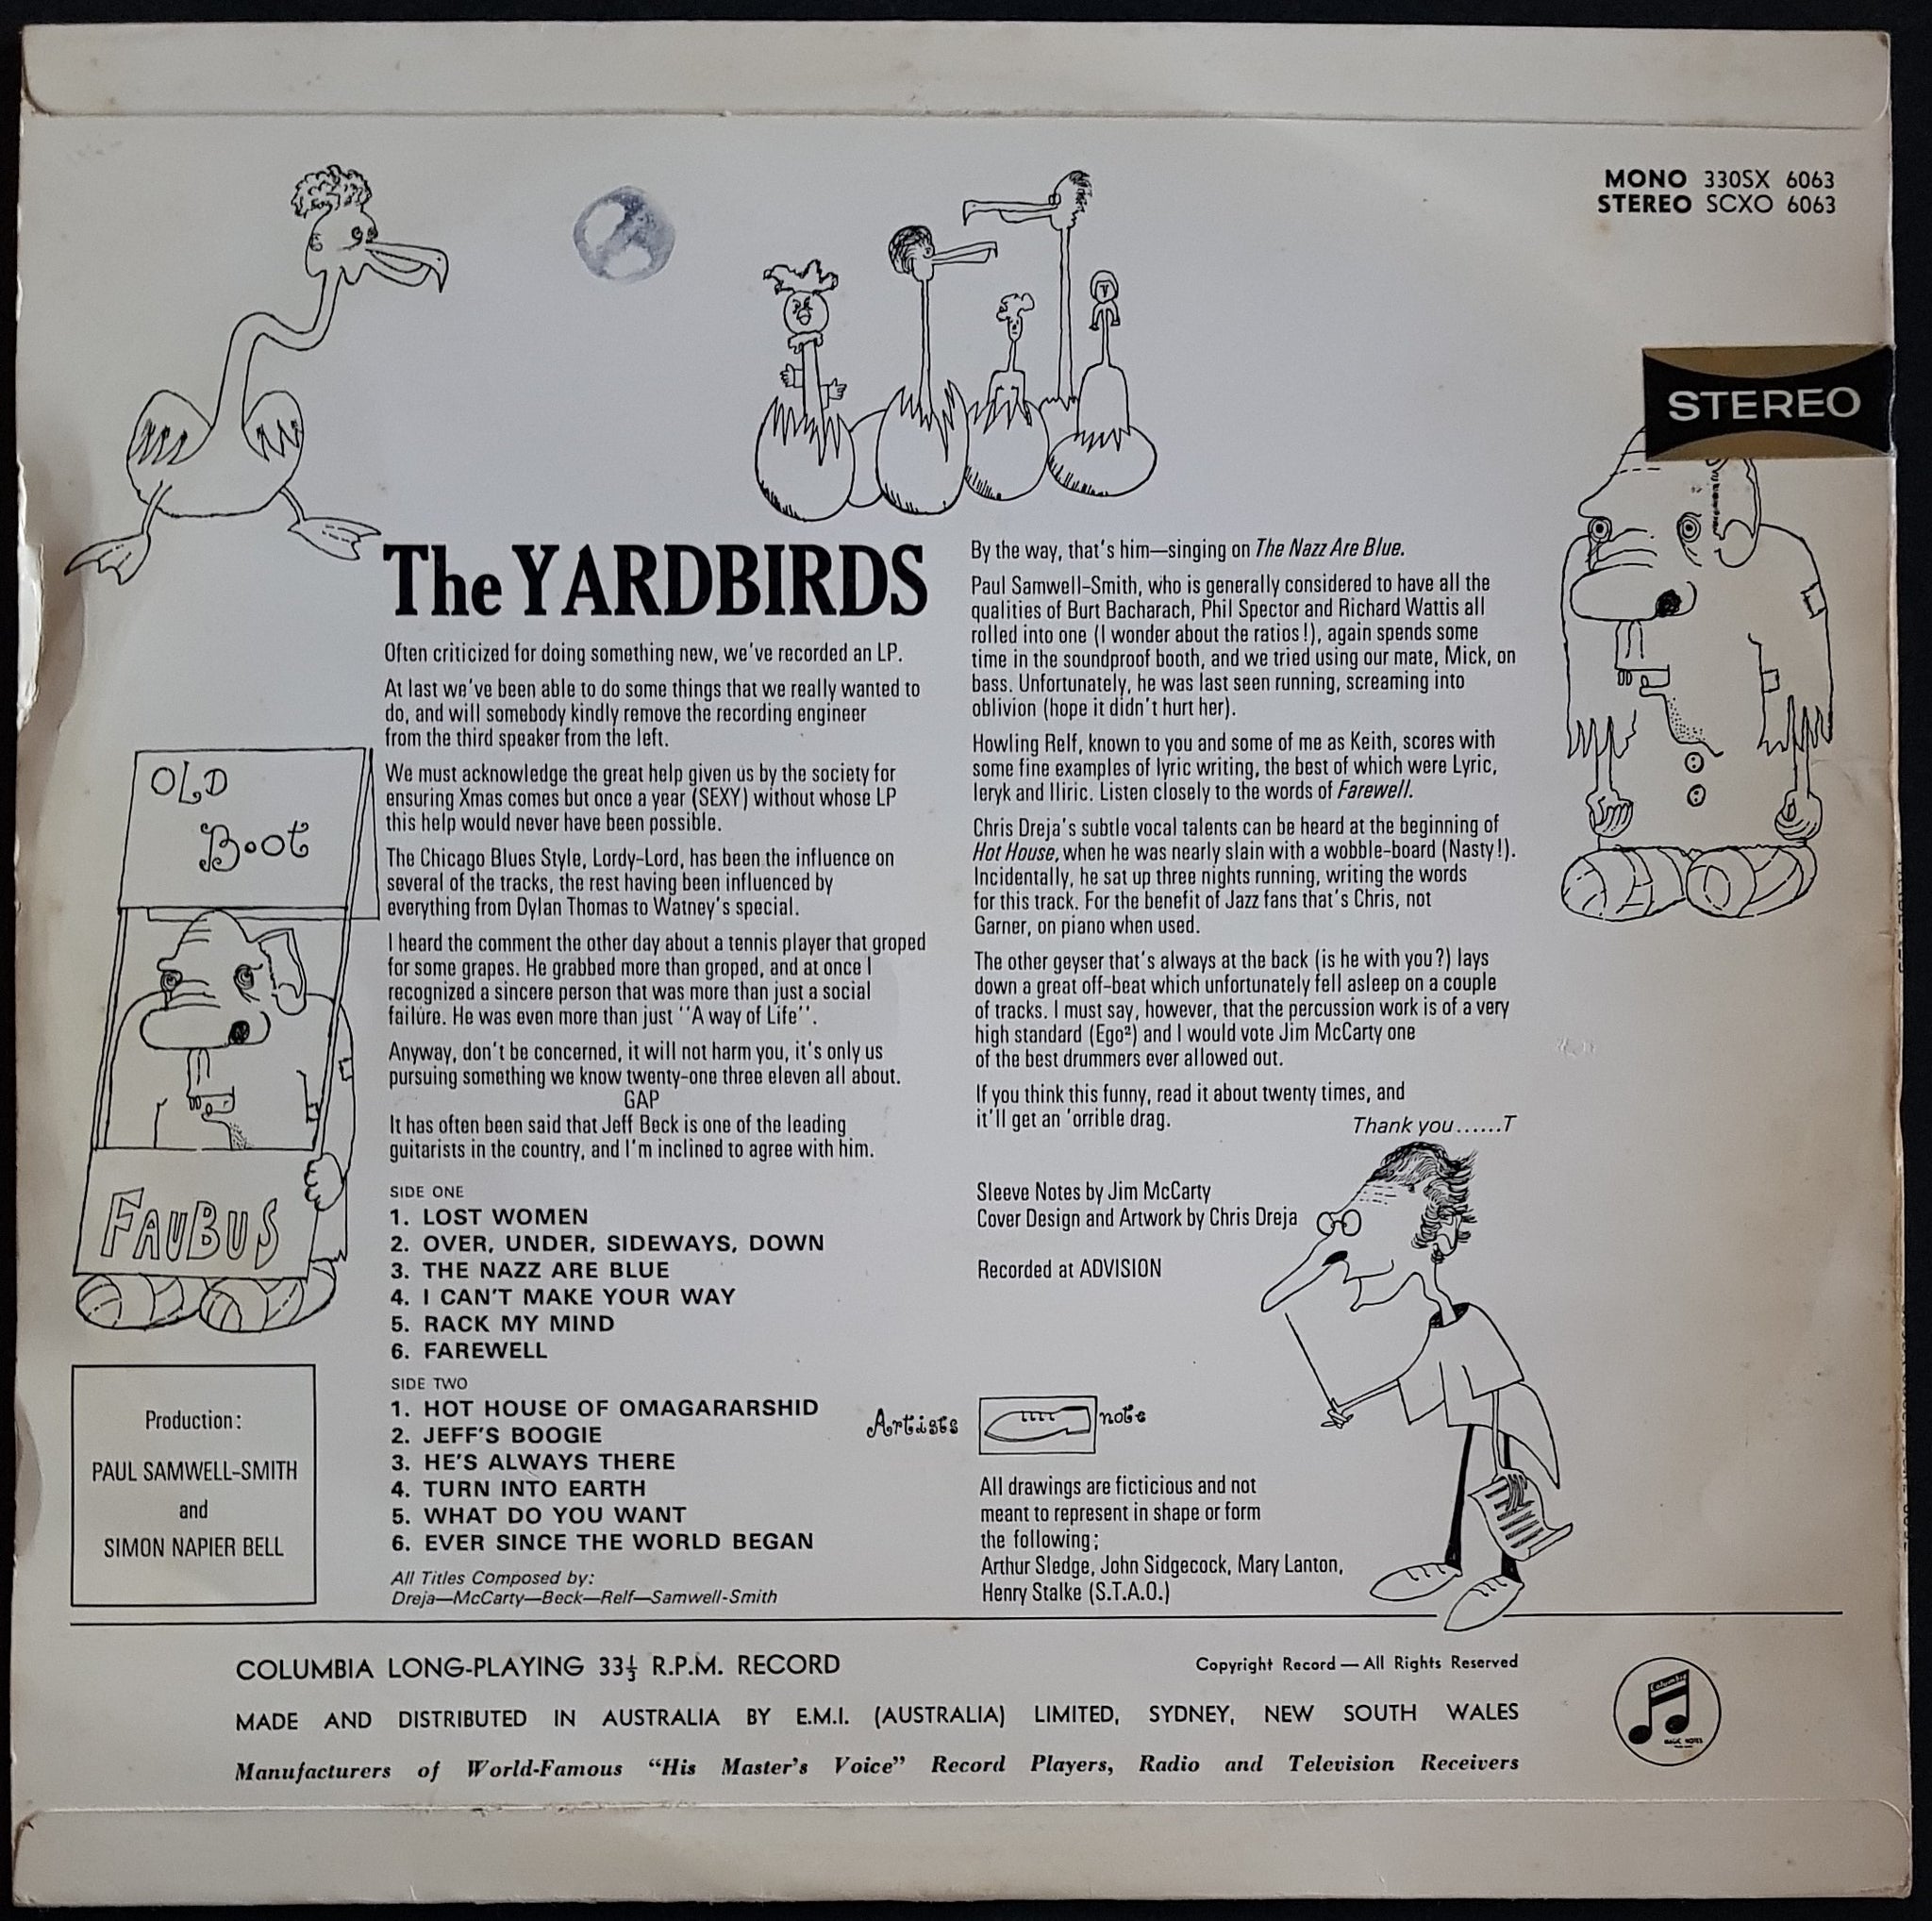 MONO 330SX 6063
STEREO SCXO 6063
STEREO
The YARDBIRDS
Often criticized for doing something new, we've recorded an LP.
At last we've been able to do some things that we really wanted to
do, and will somebody kindly remove the recording engineer
from the third speaker from the left.
We must acknowledge the great help given us by the society for
ensuring Xmas comes but once a year (SEXY) without whose LP
this help would never have been possible.
The Chicago Blues Style, Lordy-Lord, has been the influence on
several of the tracks, the rest having been influenced by
everything from Dylan Thomas to Watney's special.
I heard the comment the other day about a tennis player that groped
for some grapes. He grabbed more than groped, and at once I
recognized a sincere person that was more than just a social
failure. He was even more than just ''A way of Life''.
Anyway, don't be concerned, it will not harm you, it's only us
pursuing something we know twenty-one three eleven all about.
GAP
It has often been said that Jeff Beck is one of the leading
guitarists in the country, and I'm inclined to agree with him.
By the way, that's him—singing on The Nazz Are Blue.
Paul Samwell-Smith, who is generally considered to have all the
qualities of Burt Bacharach, Phil Spector and Richard Wattis all
rolled into one (I wonder about the ratios!), again spends some
time in the soundproof booth, and we tried using our mate, Mick, on
bass. Unfortunately, he was last seen running, screaming into
oblivion (hope it didn't hurt her).
Howling Relf, known to you and some of me as Keith, scores with
some fine examples of lyric writing, the best of which were Lyric,
leryk and Iliric. Listen closely to the words of Farewell.
Chris Dreja's subtle vocal talents can be heard at the beginning of
Hot House, when he was nearly slain with a wobble-board (Nasty!).
Incidentally, he sat up three nights running, writing the words
for this track. For the benefit of Jazz fans that's Chris, not
Garner, on piano when used.
The other geyser that's always at the back (is he with you?) lays
down a great off-beat which unfortunately fell asleep on a couple
of tracks. I must say, however, that the percussion work is of a very
high standard (Ego²) and I would vote Jim McCarty one
of the best drummers ever allowed out.
If you think this funny, read it about twenty times, and
it'll get an 'orrible drag.
Thank you......T
OLD
Boot
FAUBUS
SIDE ONE
1. LOST WOMEN
2. OVER, UNDER, SIDEWAYS, DOWN
3. THE NAZZ ARE BLUE
4. I CAN'T MAKE YOUR WAY
5. RACK MY MIND
6. FAREWELL
SIDE TWO
1. HOT HOUSE OF OMAGARARSHID
2. JEFF'S BOOGIE
3. HE'S ALWAYS THERE
4. TURN INTO EARTH
5. WHAT DO YOU WANT
6. EVER SINCE THE WORLD BEGAN
All Titles Composed by:
Dreja—McCarty—Beck—Relf—Samwell-Smith
Production:
PAUL SAMWELL-SMITH
and
SIMON NAPIER BELL
Sleeve Notes by Jim McCarty
Cover Design and Artwork by Chris Dreja
Recorded at ADVISION
Artists note
All drawings are ficticious and not
meant to represent in shape or form
the following;
Arthur Sledge, John Sidgecock, Mary Lanton,
Henry Stalke (S.T.A.O.)
COLUMBIA LONG-PLAYING 33⅓ R.P.M. RECORD
Copyright Record — All Rights Reserved
MADE AND DISTRIBUTED IN AUSTRALIA BY E.M.I. (AUSTRALIA) LIMITED, SYDNEY, NEW SOUTH WALES
Manufacturers of World-Famous “His Master's Voice” Record Players, Radio and Television Receivers
Columbia
MAGIC NOTES